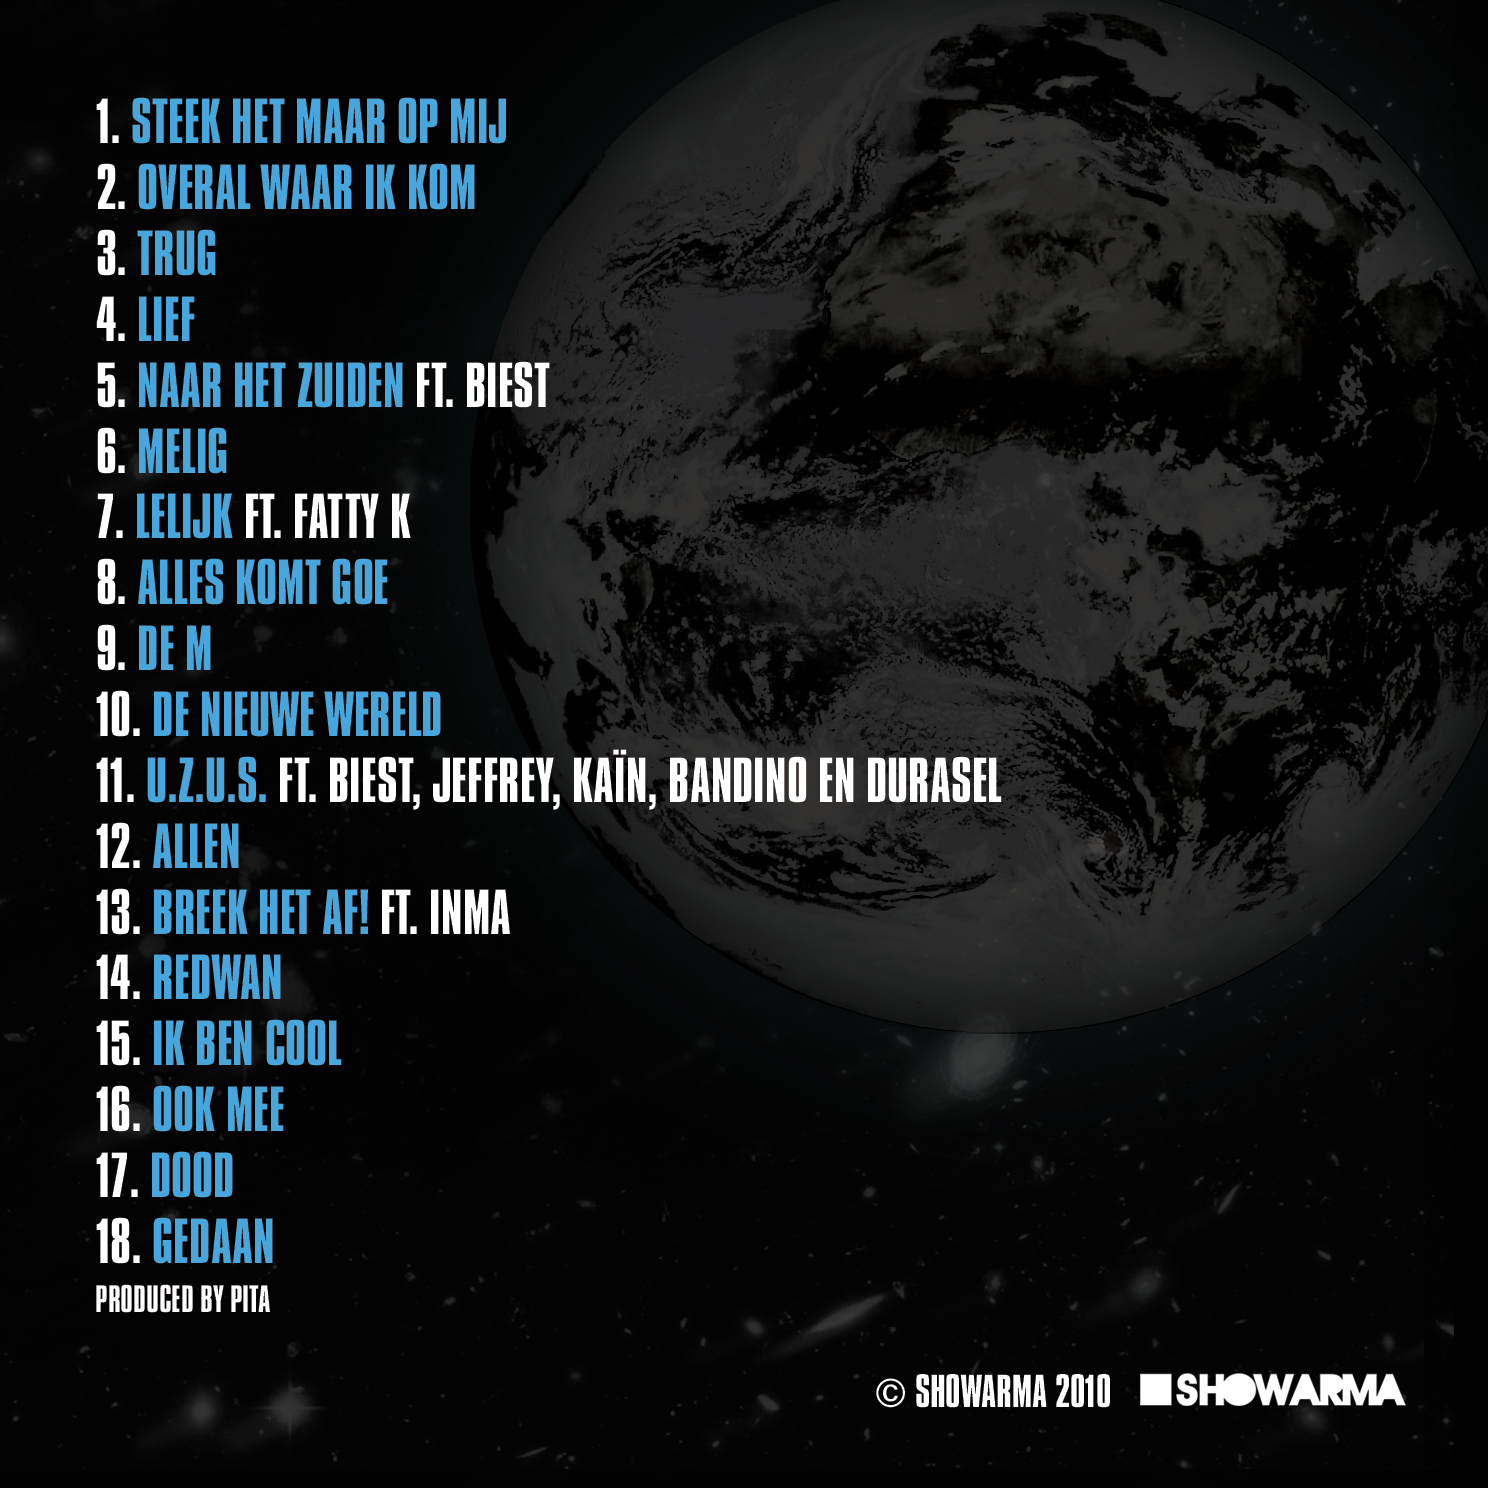 1. STEEK HET MAAR OP MIJ
2. OVERAL WAAR IK KOM
3. TRUG
4. LIEF
5. NAAR HET ZUIDEN FT. BIEST
6. MELIG
7. LELIJK FT. FATTY K
8. ALLES KOMT GOE
9. DE M
10. DE NIEUWE WERELD
11. U.Z.U.S. FT. BIEST, JEFFREY, KAÏN, BANDINO EN DURASEL
12. ALLEN
13. BREEK HET AF! FT. INMA
14. REDWAN
15. IK BEN COOL
16. OOK MEE
17. DOOD
18. GEDAAN
PRODUCED BY PITA
© SHOWARMA 2010 SHOWARMA